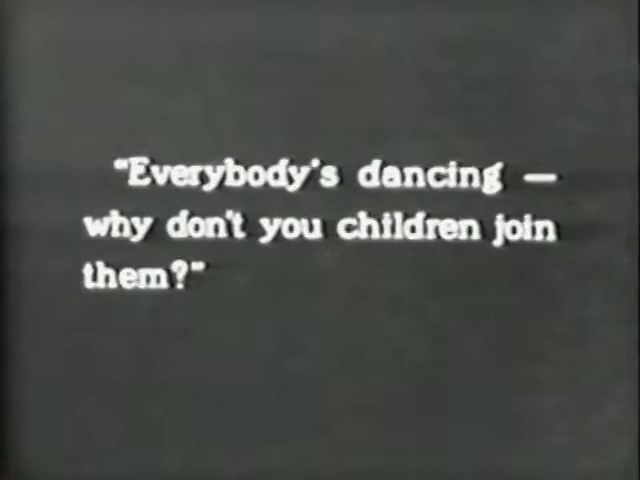 "Everybody's dancing —
why don't you children join
them?"